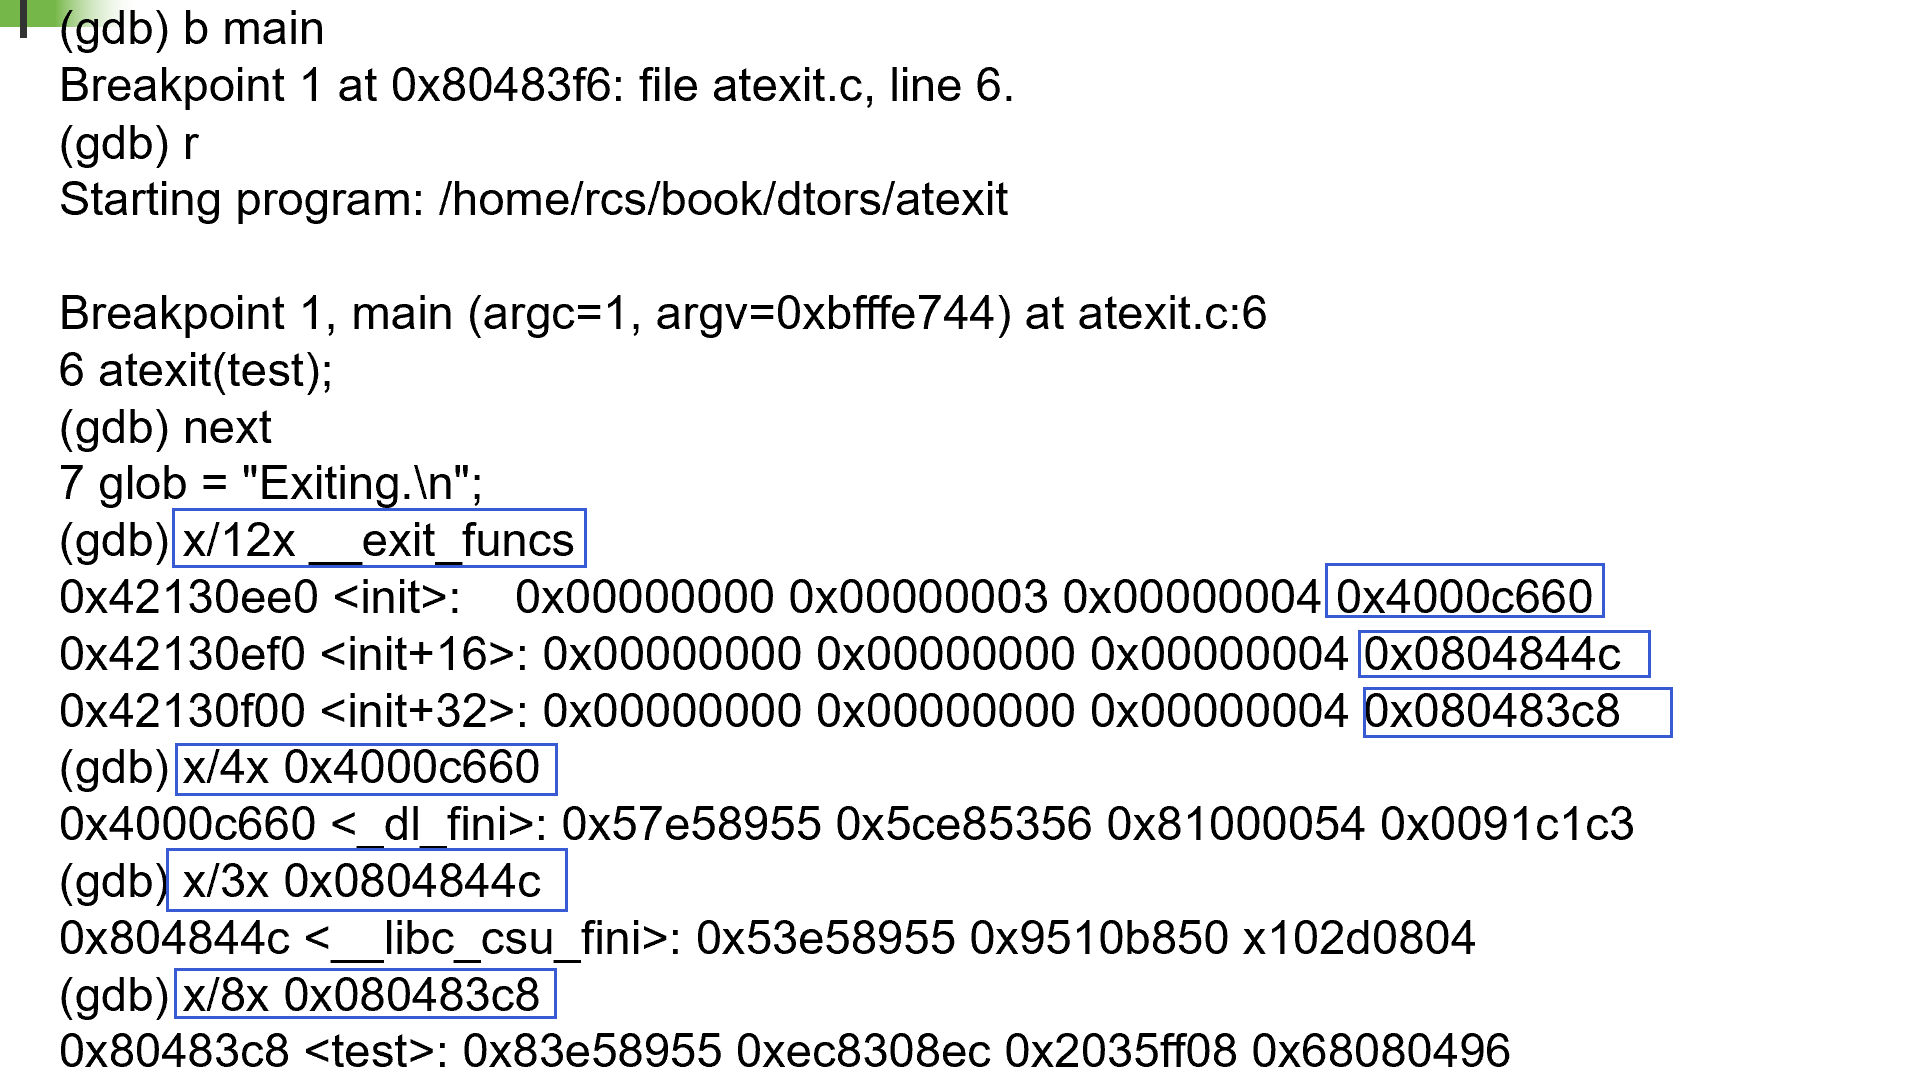 (gdb) b main
Breakpoint 1 at 0x80483f6: file atexit.c, line 6.
(gdb) r
Starting program: /home/rcs/book/dtors/atexit
Breakpoint 1, main (argc=1, argv=0xbfffe744) at atexit.c:6
6 atexit(test);
(gdb) next
7 glob = "Exiting.\n";
(gdb) x/12x __exit_funcs
0x42130ee0 <init>: 0x00000000 0x00000003 0x00000004 0x4000c660
0x42130ef0 <init+16>: 0x00000000 0x00000000 0x00000004 0x0804844c
0x42130f00 <init+32>: 0x00000000 0x00000000 0x00000004 0x080483c8
(gdb) x/4x 0x4000c660
0x4000c660 <_dl_fini>: 0x57e58955 0x5ce85356 0x81000054 0x0091c1c3
(gdb) x/3x 0x0804844c
0x804844c <__libc_csu_fini>: 0x53e58955 0x9510b850 x102d0804
(gdb) x/8x 0x080483c8
0x80483c8 <test>: 0x83e58955 0xec8308ec 0x2035ff08 0x68080496